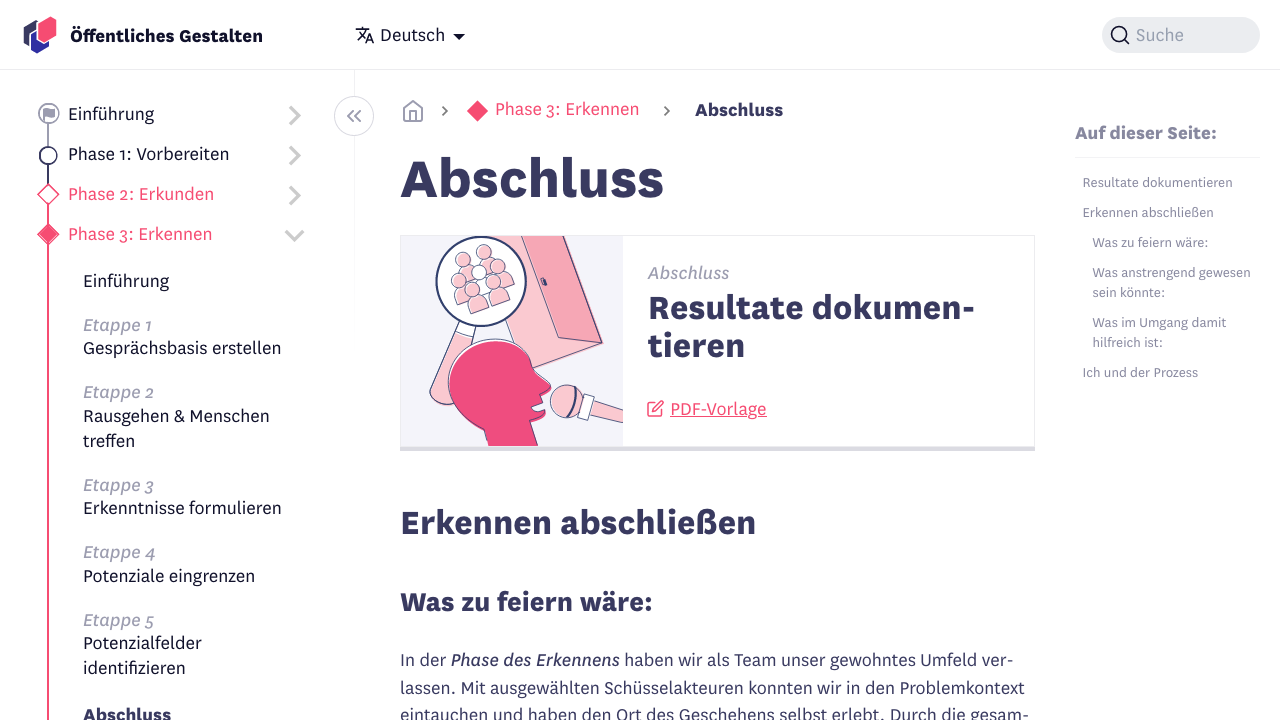 Öffentliches Gestalten
Deutsch
Suche
Einführung
Phase 1: Vorbereiten
Phase 2: Erkunden
Phase 3: Erkennen
Einführung
Etappe 1
Gesprächsbasis erstellen
Etappe 2
Rausgehen & Menschen
treffen
Etappe 3
Erkenntnisse formulieren
Etappe 4
Potenziale eingrenzen
Etappe 5
Potenzialfelder
identifizieren
Abschluss
Phase 3: Erkennen
Abschluss
Abschluss
Abschluss
Resultate dokumen-
tieren
PDF-Vorlage
Erkennen abschließen
Was zu feiern wäre:
In der Phase des Erkennens haben wir als Team unser gewohntes Umfeld ver-
lassen. Mit ausgewählten Schüsselakteuren konnten wir in den Problemkontext
eintauchen und haben den Ort des Geschehens selbst erlebt. Durch die gesam-
Auf dieser Seite:
Resultate dokumentieren
Erkennen abschließen
Was zu feiern wäre:
Was anstrengend gewesen
sein könnte:
Was im Umgang damit
hilfreich ist:
Ich und der Prozess